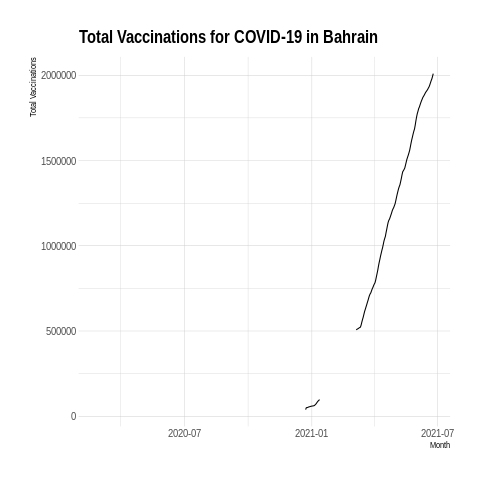 Total Vaccinations for COVID-19 in Bahrain
Total Vaccinations
2000000
1500000
1000000
500000
0
2020-07
2021-01
2021-07
Month